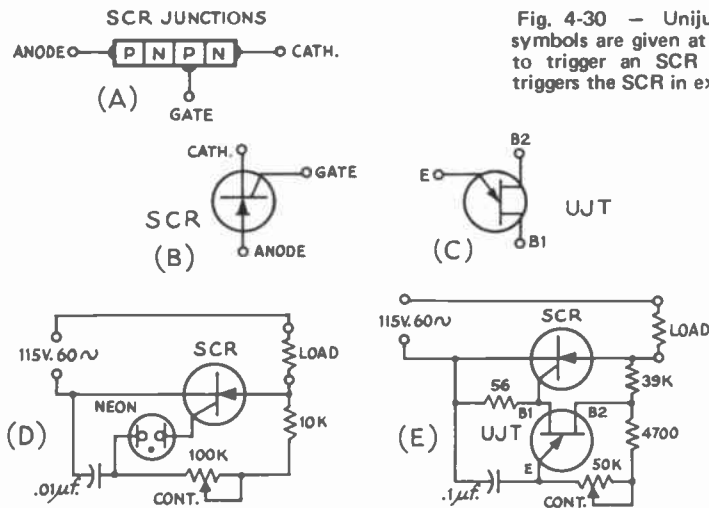 SCR JUNCTIONS
ANODE
P N P N
CATH.
GATE
(A)
Fig. 4-30 — Uniju
symbols are given at
to trigger an SCR
triggers the SCR in ex
CATH.
GATE
SCR
(B)
ANODE
B2
E
UJT
(C)
B1
115V. 60~
LOAD
SCR
NEON
10K
(D)
100K
.01µf.
CONT.
115V. 60~
SCR
LOAD
56
39K
B1
B2
UJT
4700
(E)
E
50K
.1µf.
CONT.